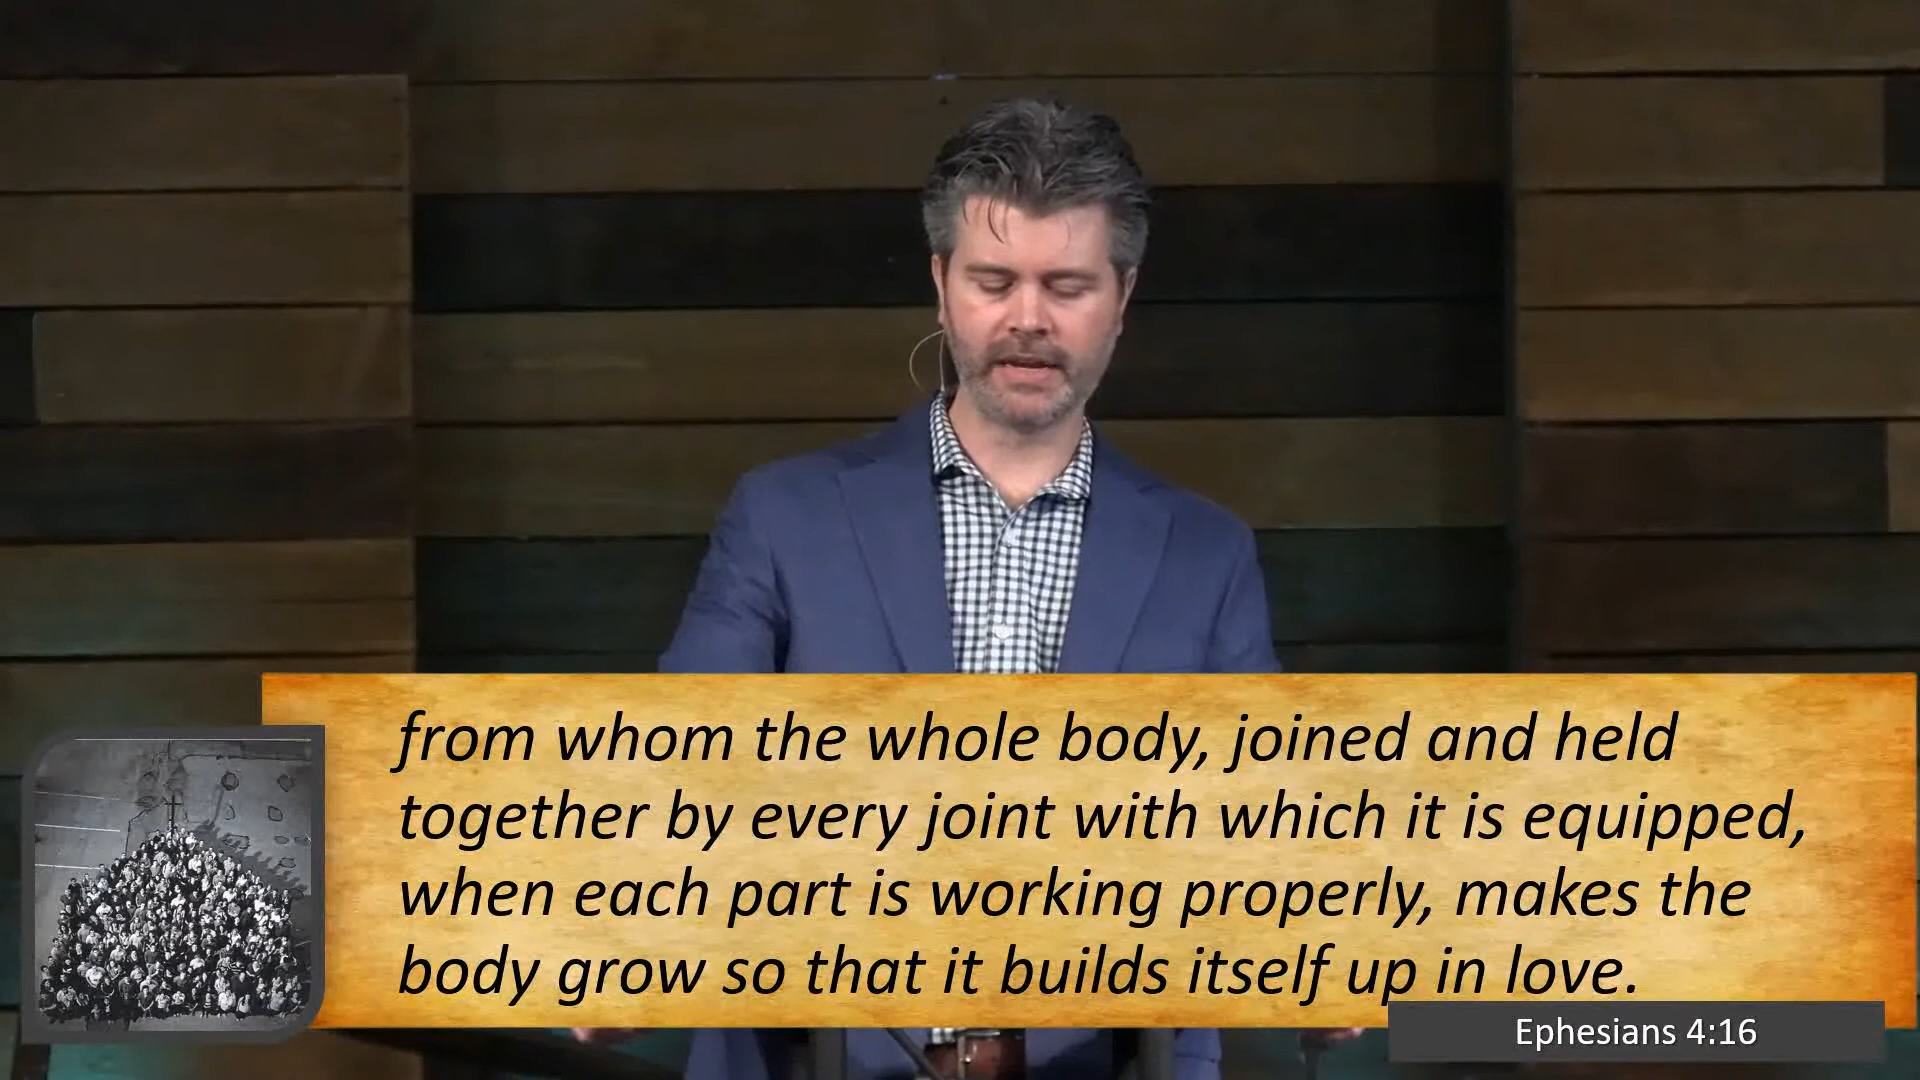 from whom the whole body, joined and held
together by every joint with which it is equipped,
when each part is working properly, makes the
body grow so that it builds itself up in love.
Ephesians 4:16